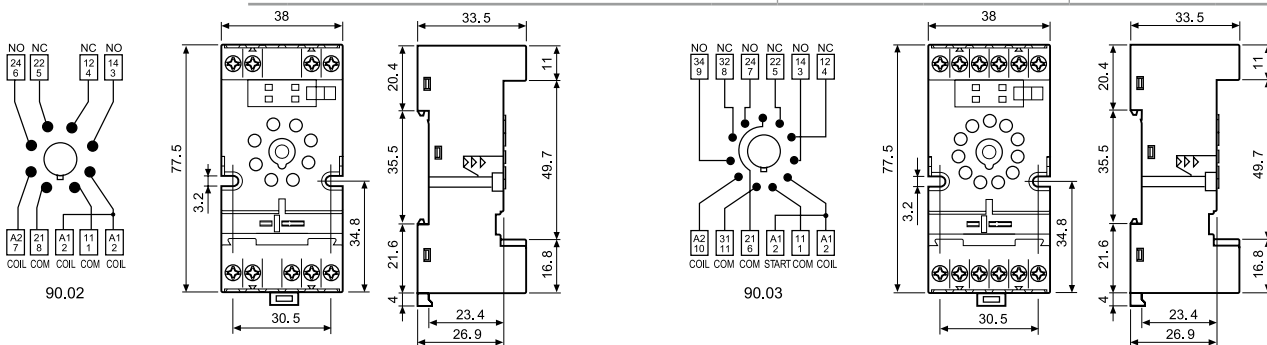 38
33.5
38
33.5
NO NC NC NO
24 22 12 14
6 5 4 3
77.5
3.2
34.8
20.4
35.5
21.6
4
11
49.7
16.8
A2 21 A1 11 A1
7 8 2 1 2
COIL COM COIL COM COIL
90.02
30.5
23.4
26.9
NO NC NO NC NO NC
34 32 24 22 14 12
9 8 7 5 3 4
77.5
3.2
34.8
20.4
35.5
21.6
4
11
49.7
16.8
A2 31 21 A1 11 A1
10 11 6 2 1 2
COIL COM COM START COM COIL
90.03
30.5
23.4
26.9